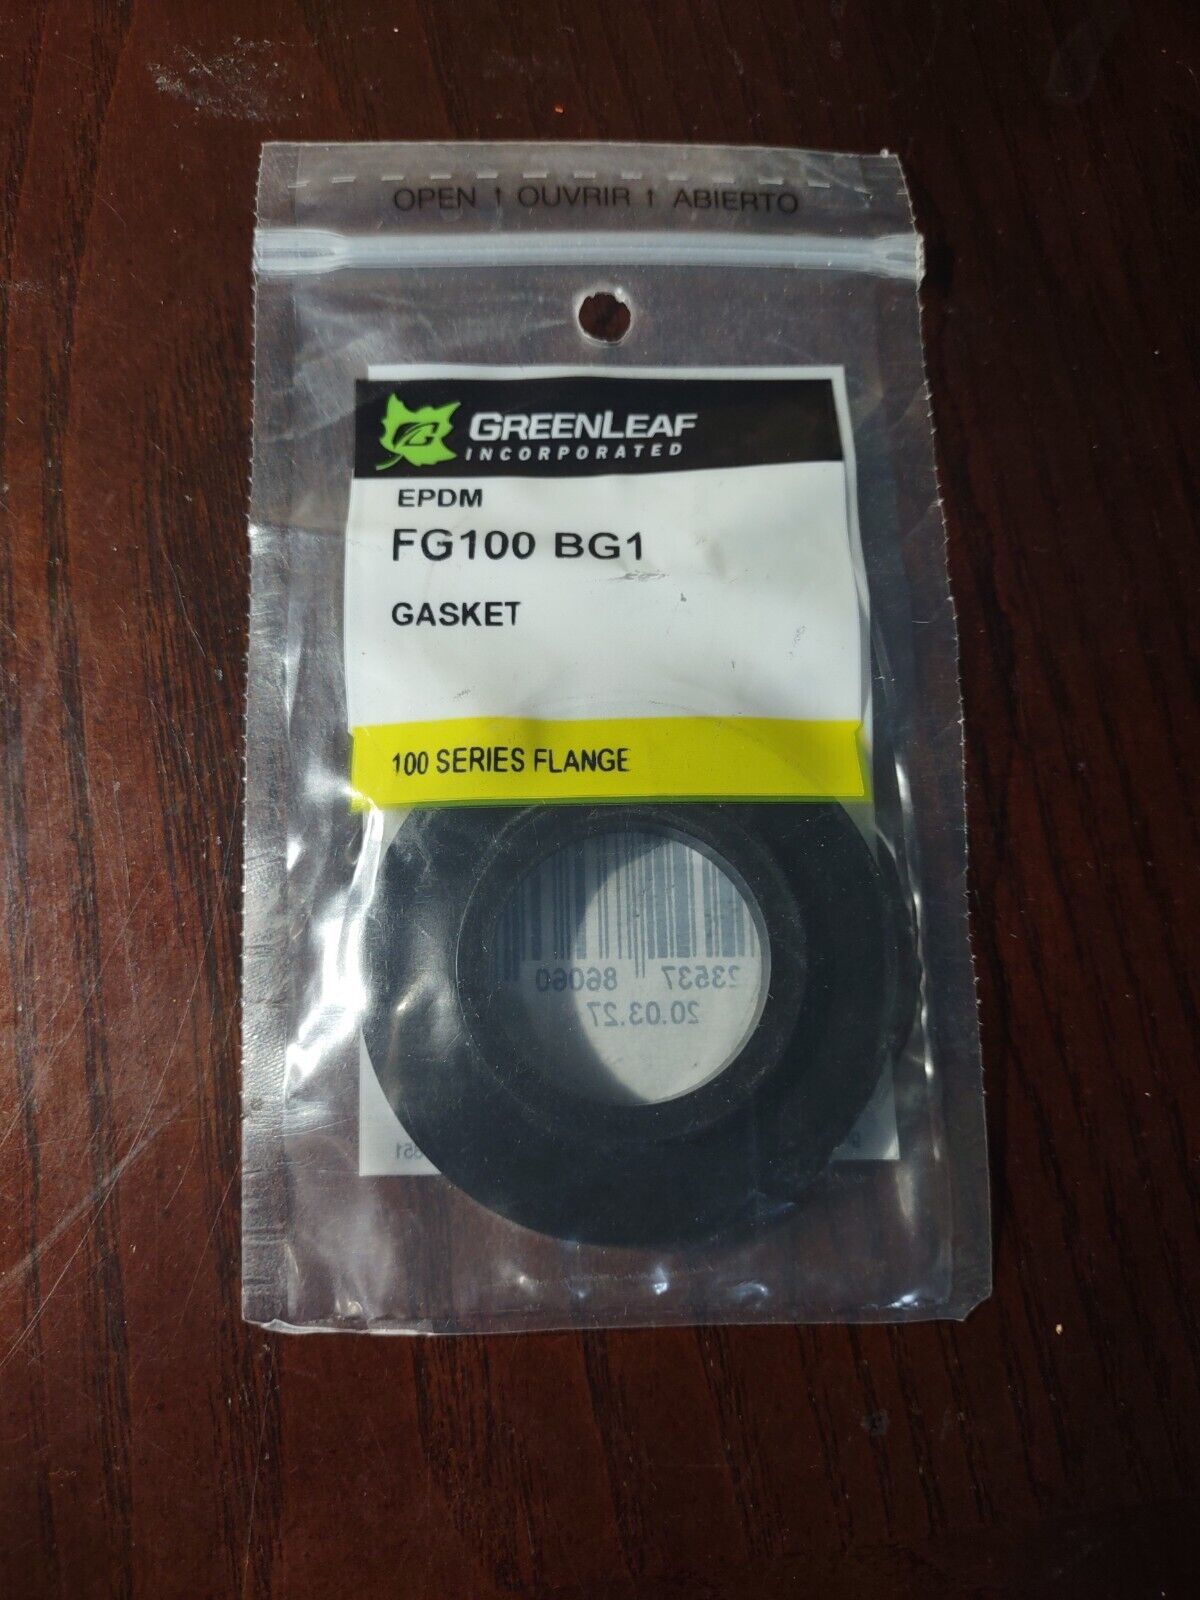 OPEN ↑ OUVRIR ↑ ABIERTO
G GREENLEAF
INCORPORATED
EPDM
FG100 BG1
GASKET
100 SERIES FLANGE
23537 86060
20.03.27